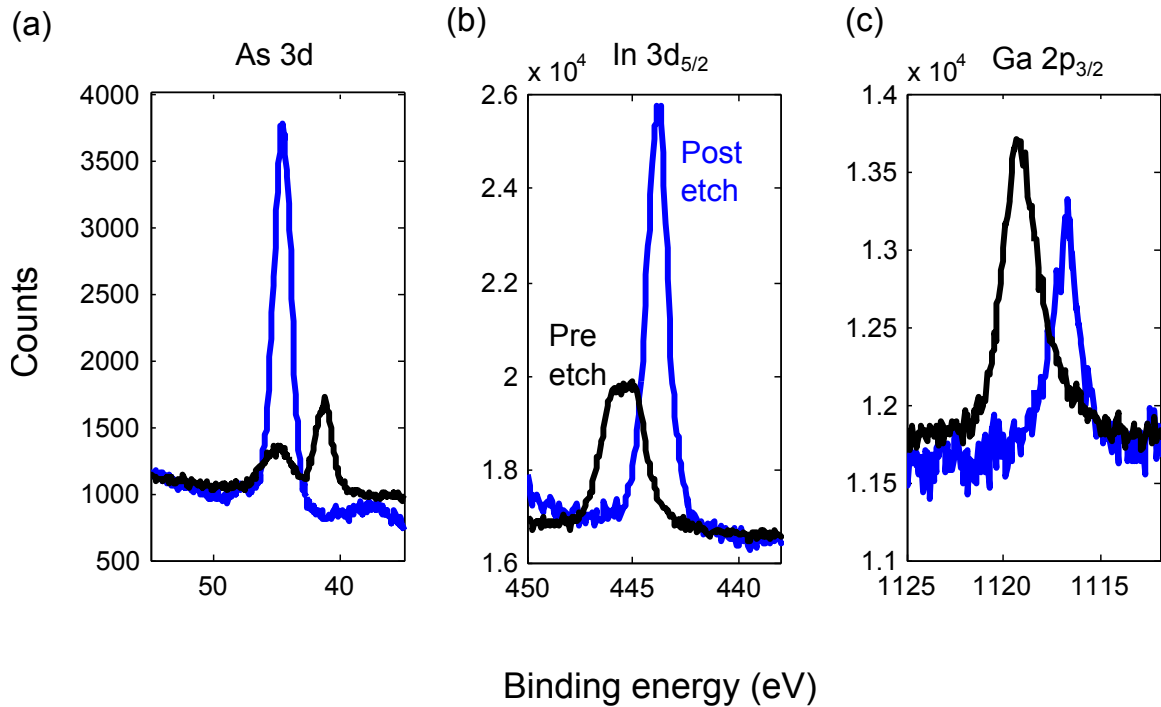 (a)
As 3d
4000
3500
3000
2500
2000
1500
1000
500
50
40
(b)
In 3d5/2
x 10^4
2.6
2.4
2.2
2
1.8
1.6
450
445
440
Post
etch
Pre
etch
(c)
Ga 2p3/2
x 10^4
1.4
1.35
1.3
1.25
1.2
1.15
1.1
1125
1120
1115
Counts
Binding energy (eV)